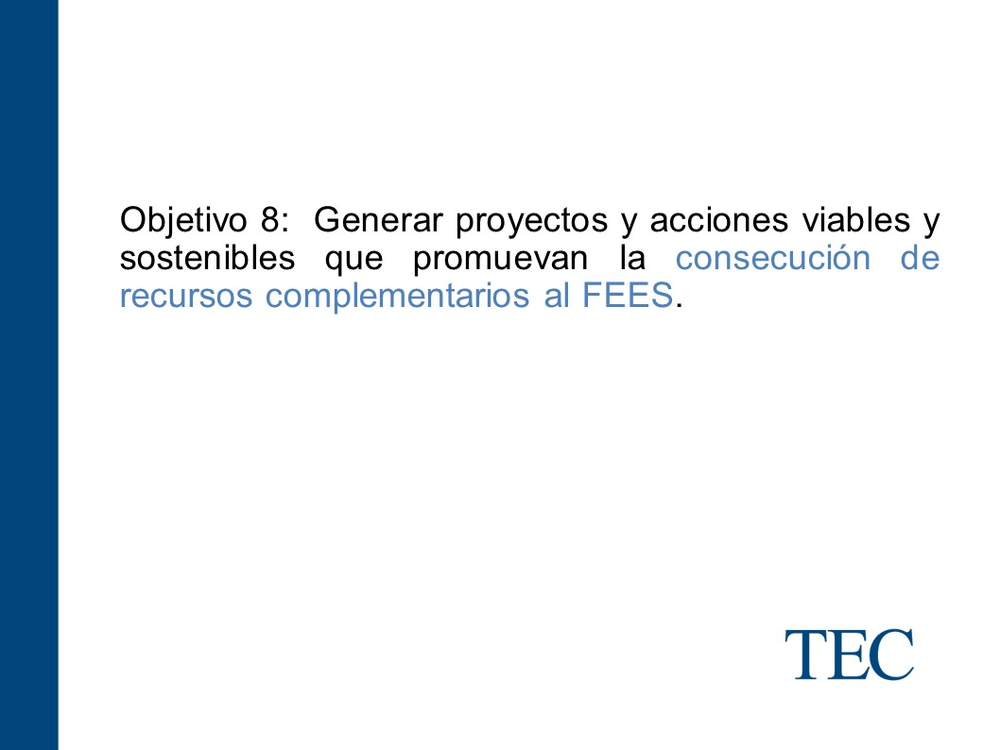 Objetivo 8:  Generar proyectos y acciones viables y
sostenibles que promuevan la consecución de
recursos complementarios al FEES.
TEC